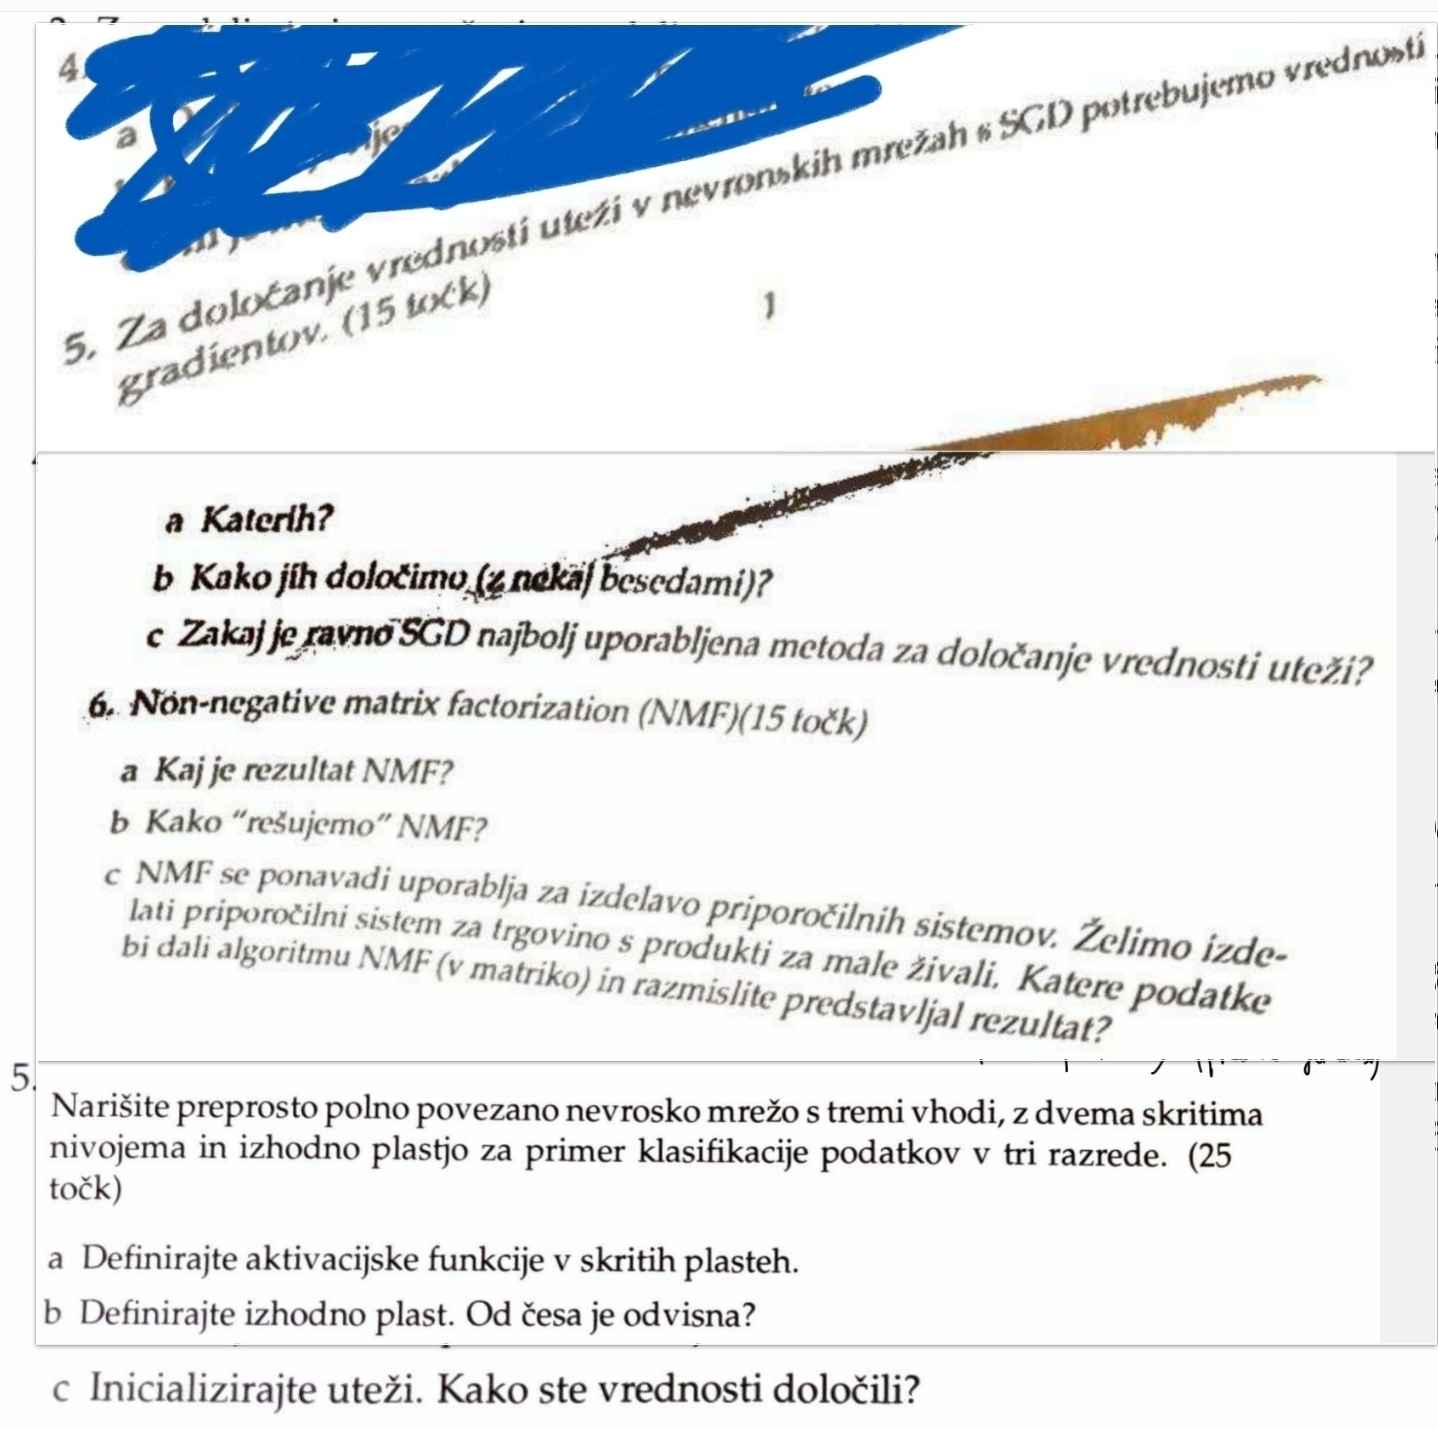 4.
a
5. Za določanje vrednosti uteži v nevronskih mrežah s SGD potrebujemo vrednosti
gradientov. (15 točk)
1
a Katerih?
b Kako jih določimo (z nekaj besedami)?
c Zakaj je ravno SGD najbolj uporabljena metoda za določanje vrednosti uteži?
6. Non-negative matrix factorization (NMF)(15 točk)
a Kaj je rezultat NMF?
b Kako “rešujemo” NMF?
c NMF se ponavadi uporablja za izdelavo priporočilnih sistemov. Želimo izde-
lati priporočilni sistem za trgovino s produkti za male živali. Katere podatke
bi dali algoritmu NMF (v matriko) in razmislite predstavljal rezultat?
5.
Narišite preprosto polno povezano nevrosko mrežo s tremi vhodi, z dvema skritima
nivojema in izhodno plastjo za primer klasifikacije podatkov v tri razrede. (25
točk)
a Definirajte aktivacijske funkcije v skritih plasteh.
b Definirajte izhodno plast. Od česa je odvisna?
c Inicializirajte uteži. Kako ste vrednosti določili?